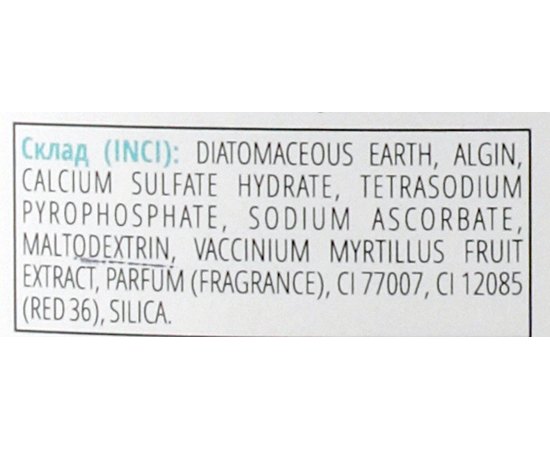 Склад (INCI): DIATOMACEOUS EARTH, ALGIN,
CALCIUM SULFATE HYDRATE, TETRASODIUM
PYROPHOSPHATE, SODIUM ASCORBATE,
MALTODEXTRIN, VACCINIUM MYRTILLUS FRUIT
EXTRACT, PARFUM (FRAGRANCE), CI 77007, CI 12085
(RED 36), SILICA.